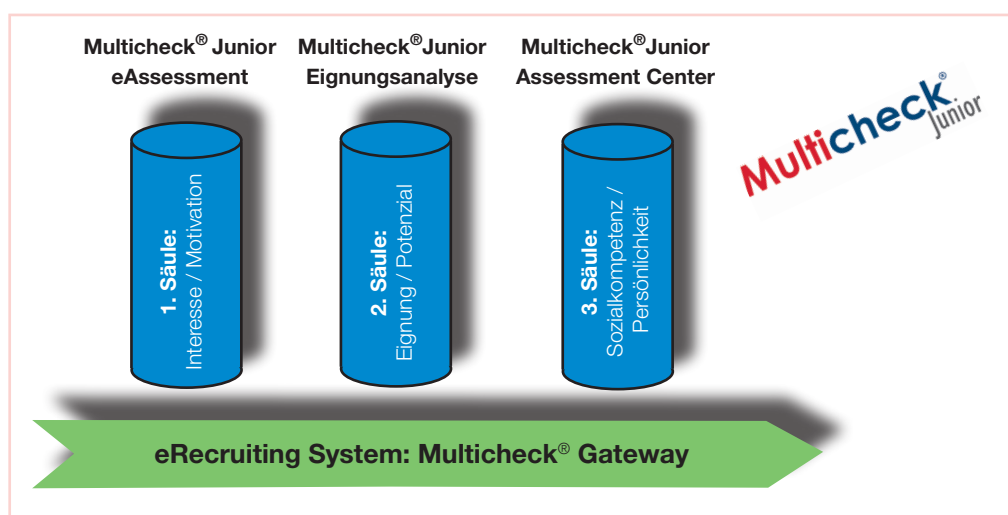 Multicheck® Junior
eAssessment
Multicheck®Junior
Eignungsanalyse
Multicheck®Junior
Assessment Center
Multicheck®
Junior
1. Säule:
Interesse / Motivation
2. Säule:
Eignung / Potenzial
3. Säule:
Sozialkompetenz /
Persönlichkeit
eRecruiting System: Multicheck® Gateway